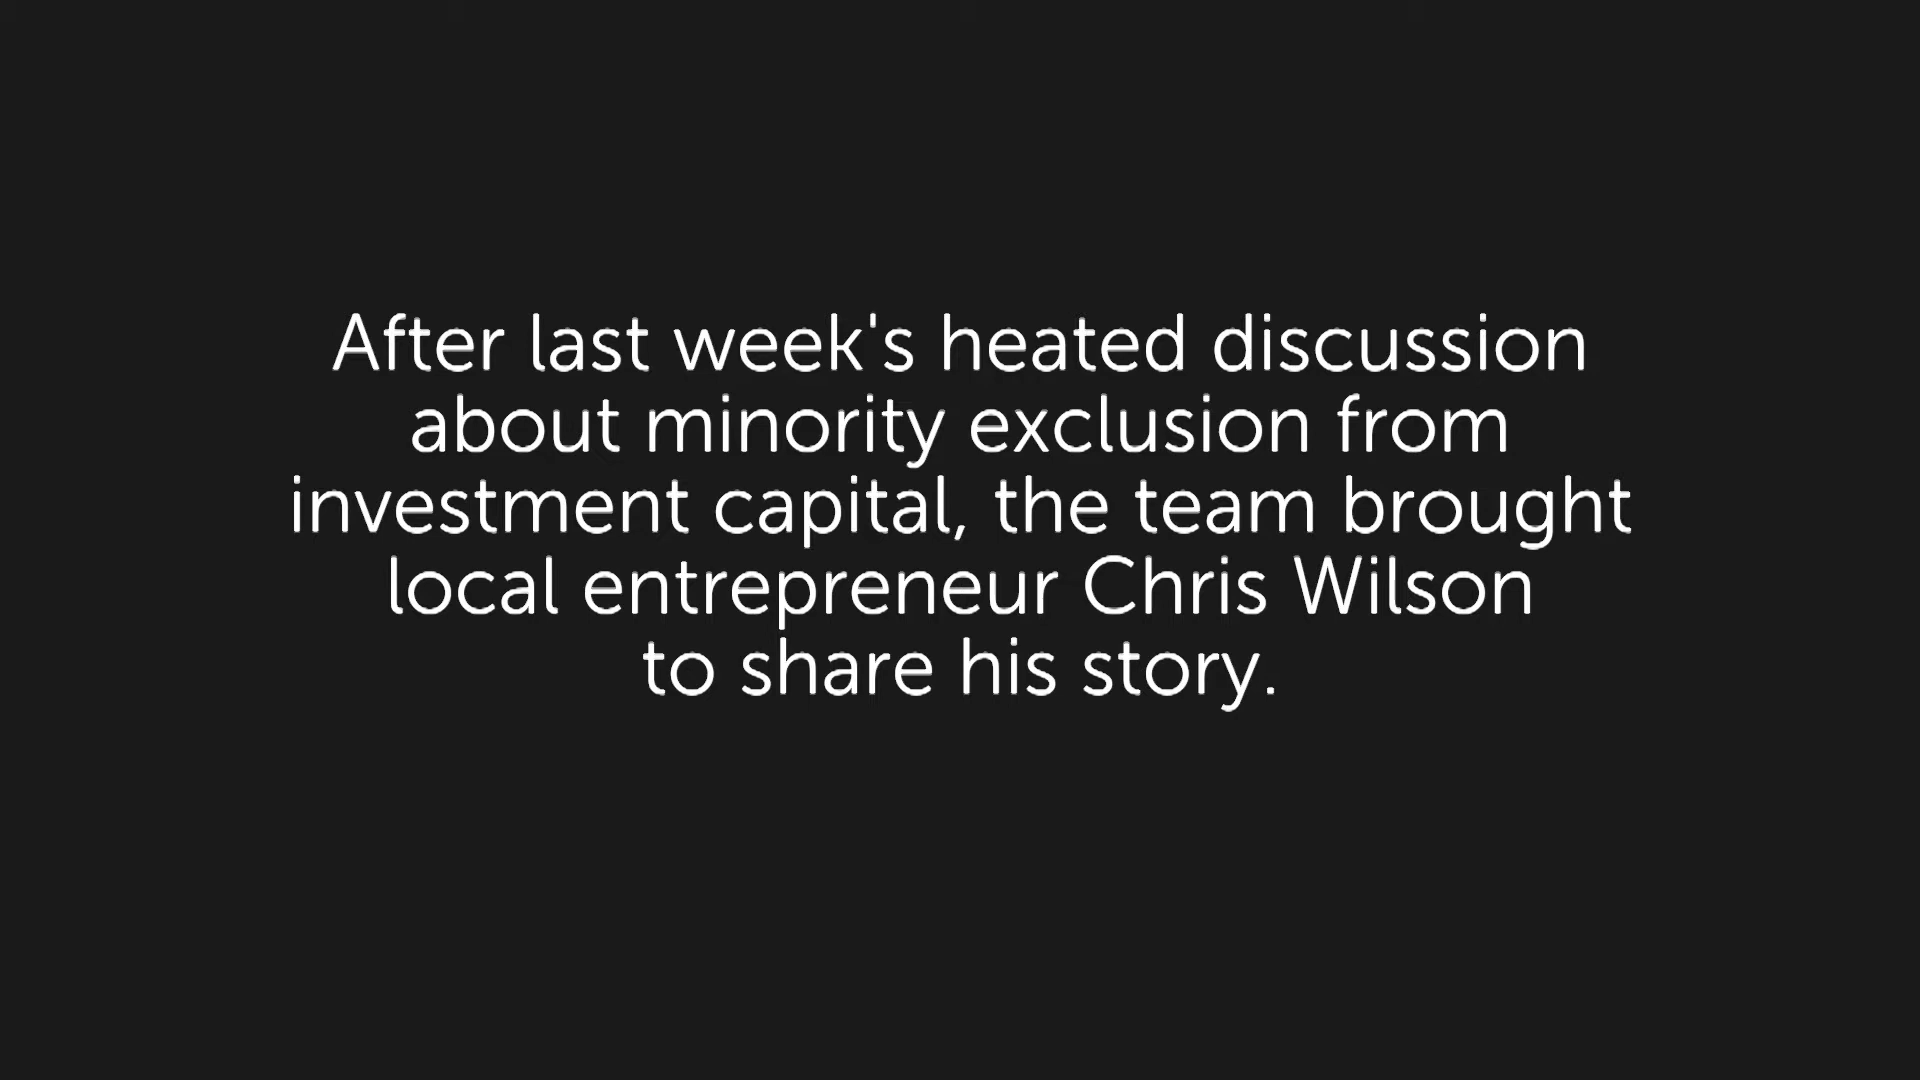 After last week's heated discussion
about minority exclusion from
investment capital, the team brought
local entrepreneur Chris Wilson
to share his story.